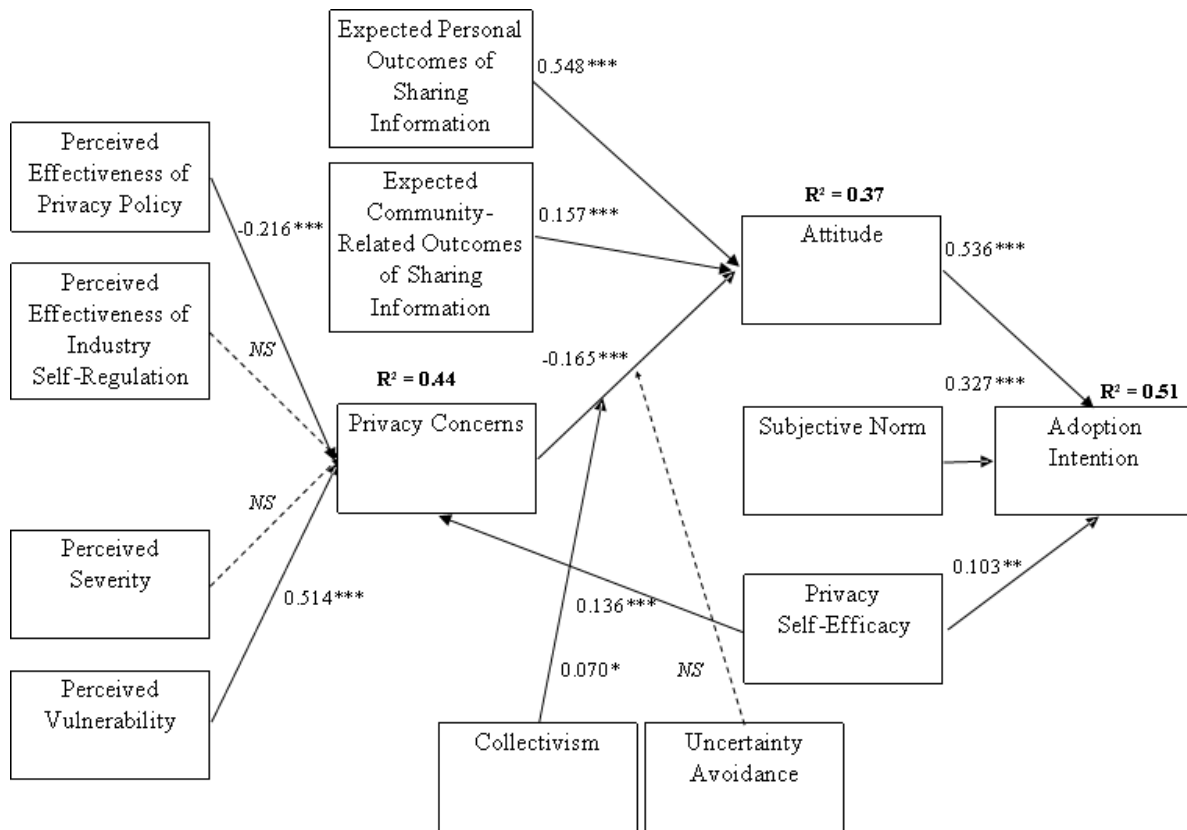 Expected Personal
Outcomes of
Sharing
Information
0.548***
Perceived
Effectiveness of
Privacy Policy
-0.216***
Expected
Community-
Related Outcomes
of Sharing
Information
0.157***
R² = 0.37
Attitude
0.536***
Perceived
Effectiveness of
Industry
Self-Regulation
NS
R² = 0.44
Privacy Concerns
-0.165***
0.327***
Subjective Norm
R² = 0.51
Adoption
Intention
NS
Perceived
Severity
0.514***
Perceived
Vulnerability
0.136***
Privacy
Self-Efficacy
0.103**
0.070*
NS
Collectivism
Uncertainty
Avoidance